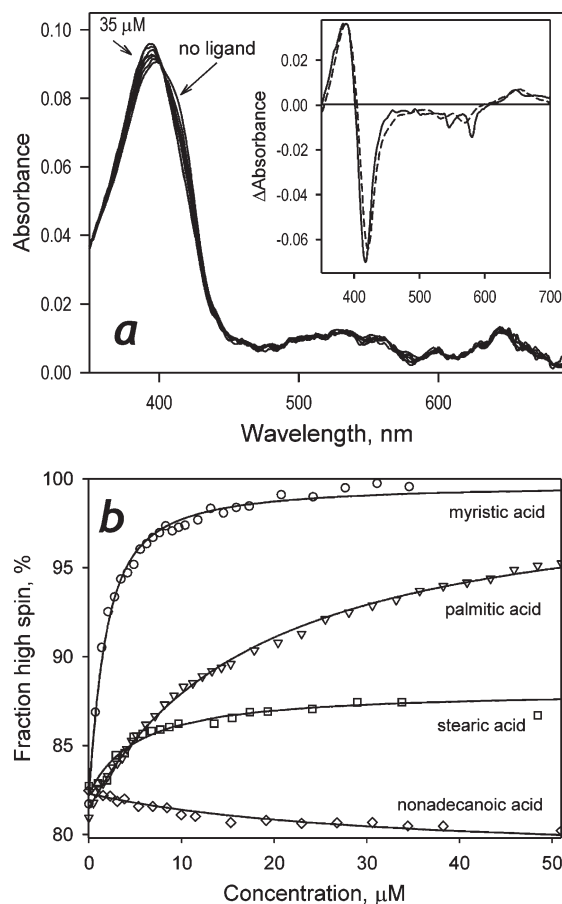 35 μM
no ligand
0.10
0.08
0.06
0.04
0.02
0.00
Absorbance
a
400
500
600
Wavelength, nm
0.02
0.00
-0.02
-0.04
-0.06
ΔAbsorbance
400
500
600
700
b
100
95
90
85
80
Fraction high spin, %
myristic acid
palmitic acid
stearic acid
nonadecanoic acid
0
10
20
30
40
50
Concentration, μM